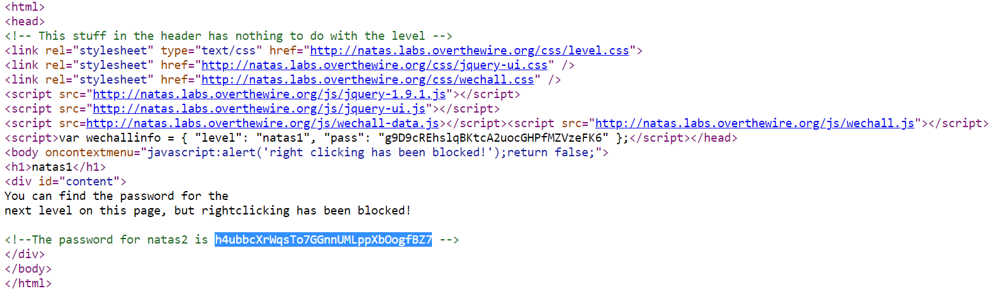 <html>
<head>
<!-- This stuff in the header has nothing to do with the level -->
<link rel="stylesheet" type="text/css" href="http://natas.labs.overthewire.org/css/level.css">
<link rel="stylesheet" href="http://natas.labs.overthewire.org/css/jquery-ui.css" />
<link rel="stylesheet" href="http://natas.labs.overthewire.org/css/wechall.css" />
<script src="http://natas.labs.overthewire.org/js/jquery-1.9.1.js"></script>
<script src="http://natas.labs.overthewire.org/js/jquery-ui.js"></script>
<script src=http://natas.labs.overthewire.org/js/wechall-data.js></script><script src="http://natas.labs.overthewire.org/js/wechall.js"></script>
<script>var wechallinfo = { "level": "natas1", "pass": "g9D9cREhslqBKtcA2uocGHPfMZVzeFK6" };</script></head>
<body oncontextmenu="javascript:alert('right clicking has been blocked!');return false;">
<h1>natas1</h1>
<div id="content">
You can find the password for the
next level on this page, but rightclicking has been blocked!
<!--The password for natas2 is h4ubbcXrWqsTo7GGnnUMLppXbOogfBZ7 -->
</div>
</body>
</html>